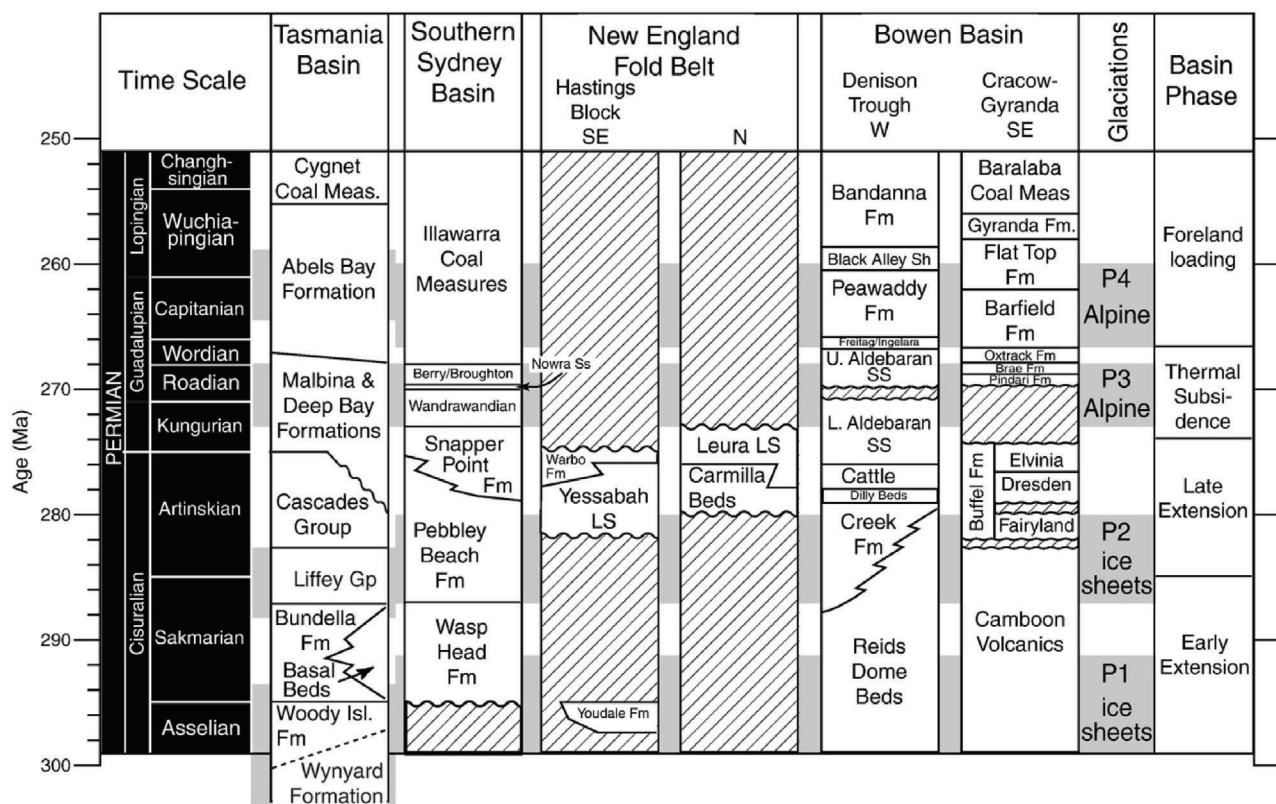 Time Scale
Tasmania
Basin
Southern
Sydney
Basin
New England
Fold Belt
Hastings
Block
SE
N
Bowen Basin
Denison
Trough
W
Cracow-
Gyranda
SE
Glaciations
Basin
Phase
Age (Ma)
250
260
270
280
290
300
PERMIAN
Lopingian
Guadalupian
Cisuralian
Changh-
singian
Wuchia-
pingian
Capitanian
Wordian
Roadian
Kungurian
Artinskian
Sakmarian
Asselian
Cygnet
Coal Meas.
Abels Bay
Formation
Malbina &
Deep Bay
Formations
Cascades
Group
Liffey Gp
Bundella
Fm
Basal
Beds
Woody Isl.
Fm
Wynyard
Formation
Illawarra
Coal
Measures
Berry/Broughton
Nowra Ss
Wandrawandian
Snapper
Point
Fm
Pebbley
Beach
Fm
Wasp
Head
Fm
Warbo
Fm
Yessabah
LS
Youdale Fm
Leura LS
Carmilla
Beds
Bandanna
Fm
Black Alley Sh
Peawaddy
Fm
Freitag/Ingelara
U. Aldebaran
SS
L. Aldebaran
SS
Cattle
Dilly Beds
Creek
Fm
Reids
Dome
Beds
Baralaba
Coal Meas
Gyranda Fm.
Flat Top
Fm
Barfield
Fm
Oxtrack Fm
Brae Fm
Pindari Fm
Buffel Fm
Elvinia
Dresden
Fairyland
Camboon
Volcanics
P4
Alpine
P3
Alpine
P2
ice
sheets
P1
ice
sheets
Foreland
loading
Thermal
Subsi-
dence
Late
Extension
Early
Extension